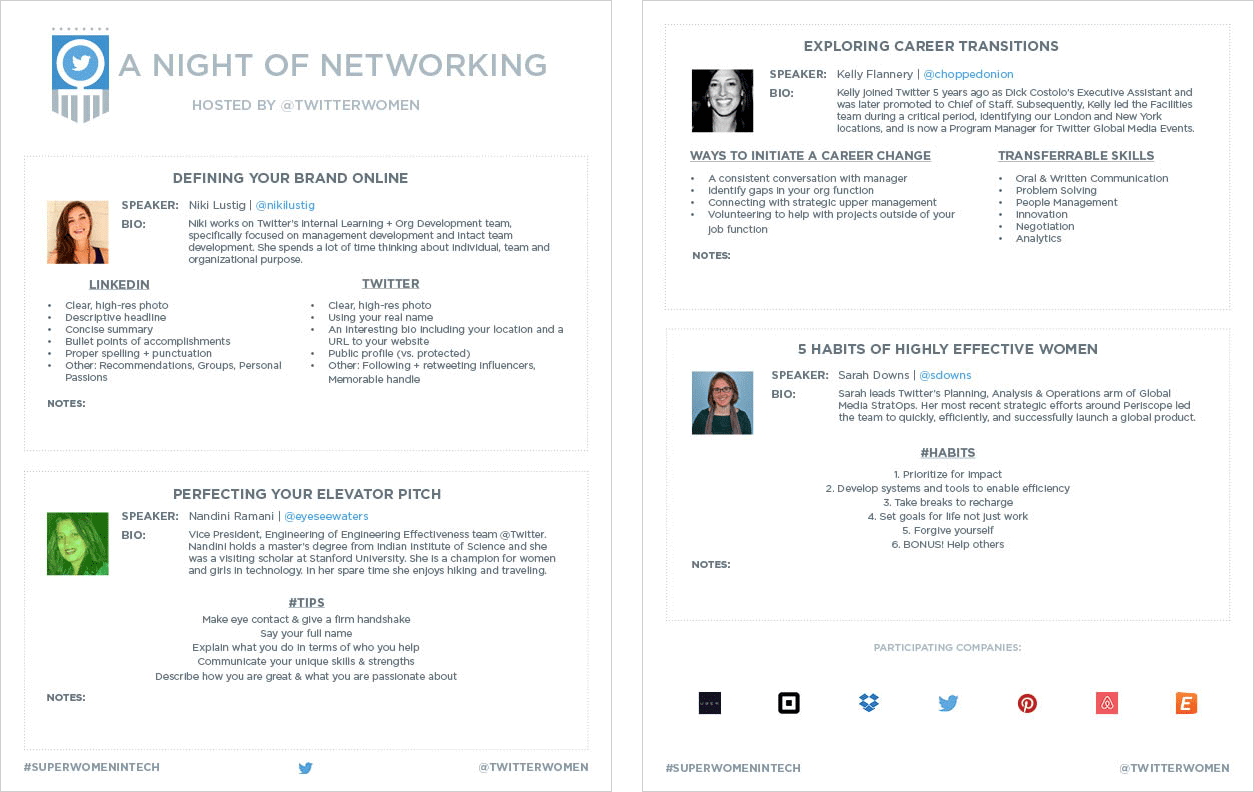 A NIGHT OF NETWORKING
HOSTED BY @TWITTERWOMEN
DEFINING YOUR BRAND ONLINE
SPEAKER: Niki Lustig | @nikilustig
BIO: Niki works on Twitter's internal Learning + Org Development team,
specifically focused on management development and intact team
development. She spends a lot of time thinking about individual, team and
organizational purpose.
LINKEDIN
• Clear, high-res photo
• Descriptive headline
• Concise summary
• Bullet points of accomplishments
• Proper spelling + punctuation
• Other: Recommendations, Groups, Personal
Passions
TWITTER
• Clear, high-res photo
• Using your real name
• An interesting bio including your location and a
URL to your website
• Public profile (vs. protected)
• Other: Following + retweeting influencers,
Memorable handle
NOTES:
PERFECTING YOUR ELEVATOR PITCH
SPEAKER: Nandini Ramani | @eyeseewaters
BIO: Vice President, Engineering of Engineering Effectiveness team @Twitter.
Nandini holds a master's degree from Indian Institute of Science and she
was a visiting scholar at Stanford University. She is a champion for women
and girls in technology. In her spare time she enjoys hiking and traveling.
#TIPS
Make eye contact & give a firm handshake
Say your full name
Explain what you do in terms of who you help
Communicate your unique skills & strengths
Describe how you are great & what you are passionate about
NOTES:
#SUPERWOMENINTECH
@TWITTERWOMEN
EXPLORING CAREER TRANSITIONS
SPEAKER: Kelly Flannery | @choppedonion
BIO: Kelly joined Twitter 5 years ago as Dick Costolo's Executive Assistant and
was later promoted to Chief of Staff. Subsequently, Kelly led the Facilities
team during a critical period, identifying our London and New York
locations, and is now a Program Manager for Twitter Global Media Events.
WAYS TO INITIATE A CAREER CHANGE
• A consistent conversation with manager
• Identify gaps in your org function
• Connecting with strategic upper management
• Volunteering to help with projects outside of your
job function
TRANSFERRABLE SKILLS
• Oral & Written Communication
• Problem Solving
• People Management
• Innovation
• Negotiation
• Analytics
NOTES:
5 HABITS OF HIGHLY EFFECTIVE WOMEN
SPEAKER: Sarah Downs | @sdowns
BIO: Sarah leads Twitter's Planning, Analysis & Operations arm of Global
Media StratOps. Her most recent strategic efforts around Periscope led
the team to quickly, efficiently, and successfully launch a global product.
#HABITS
1. Prioritize for impact
2. Develop systems and tools to enable efficiency
3. Take breaks to recharge
4. Set goals for life not just work
5. Forgive yourself
6. BONUS! Help others
NOTES:
PARTICIPATING COMPANIES:
UBER
E
#SUPERWOMENINTECH
@TWITTERWOMEN